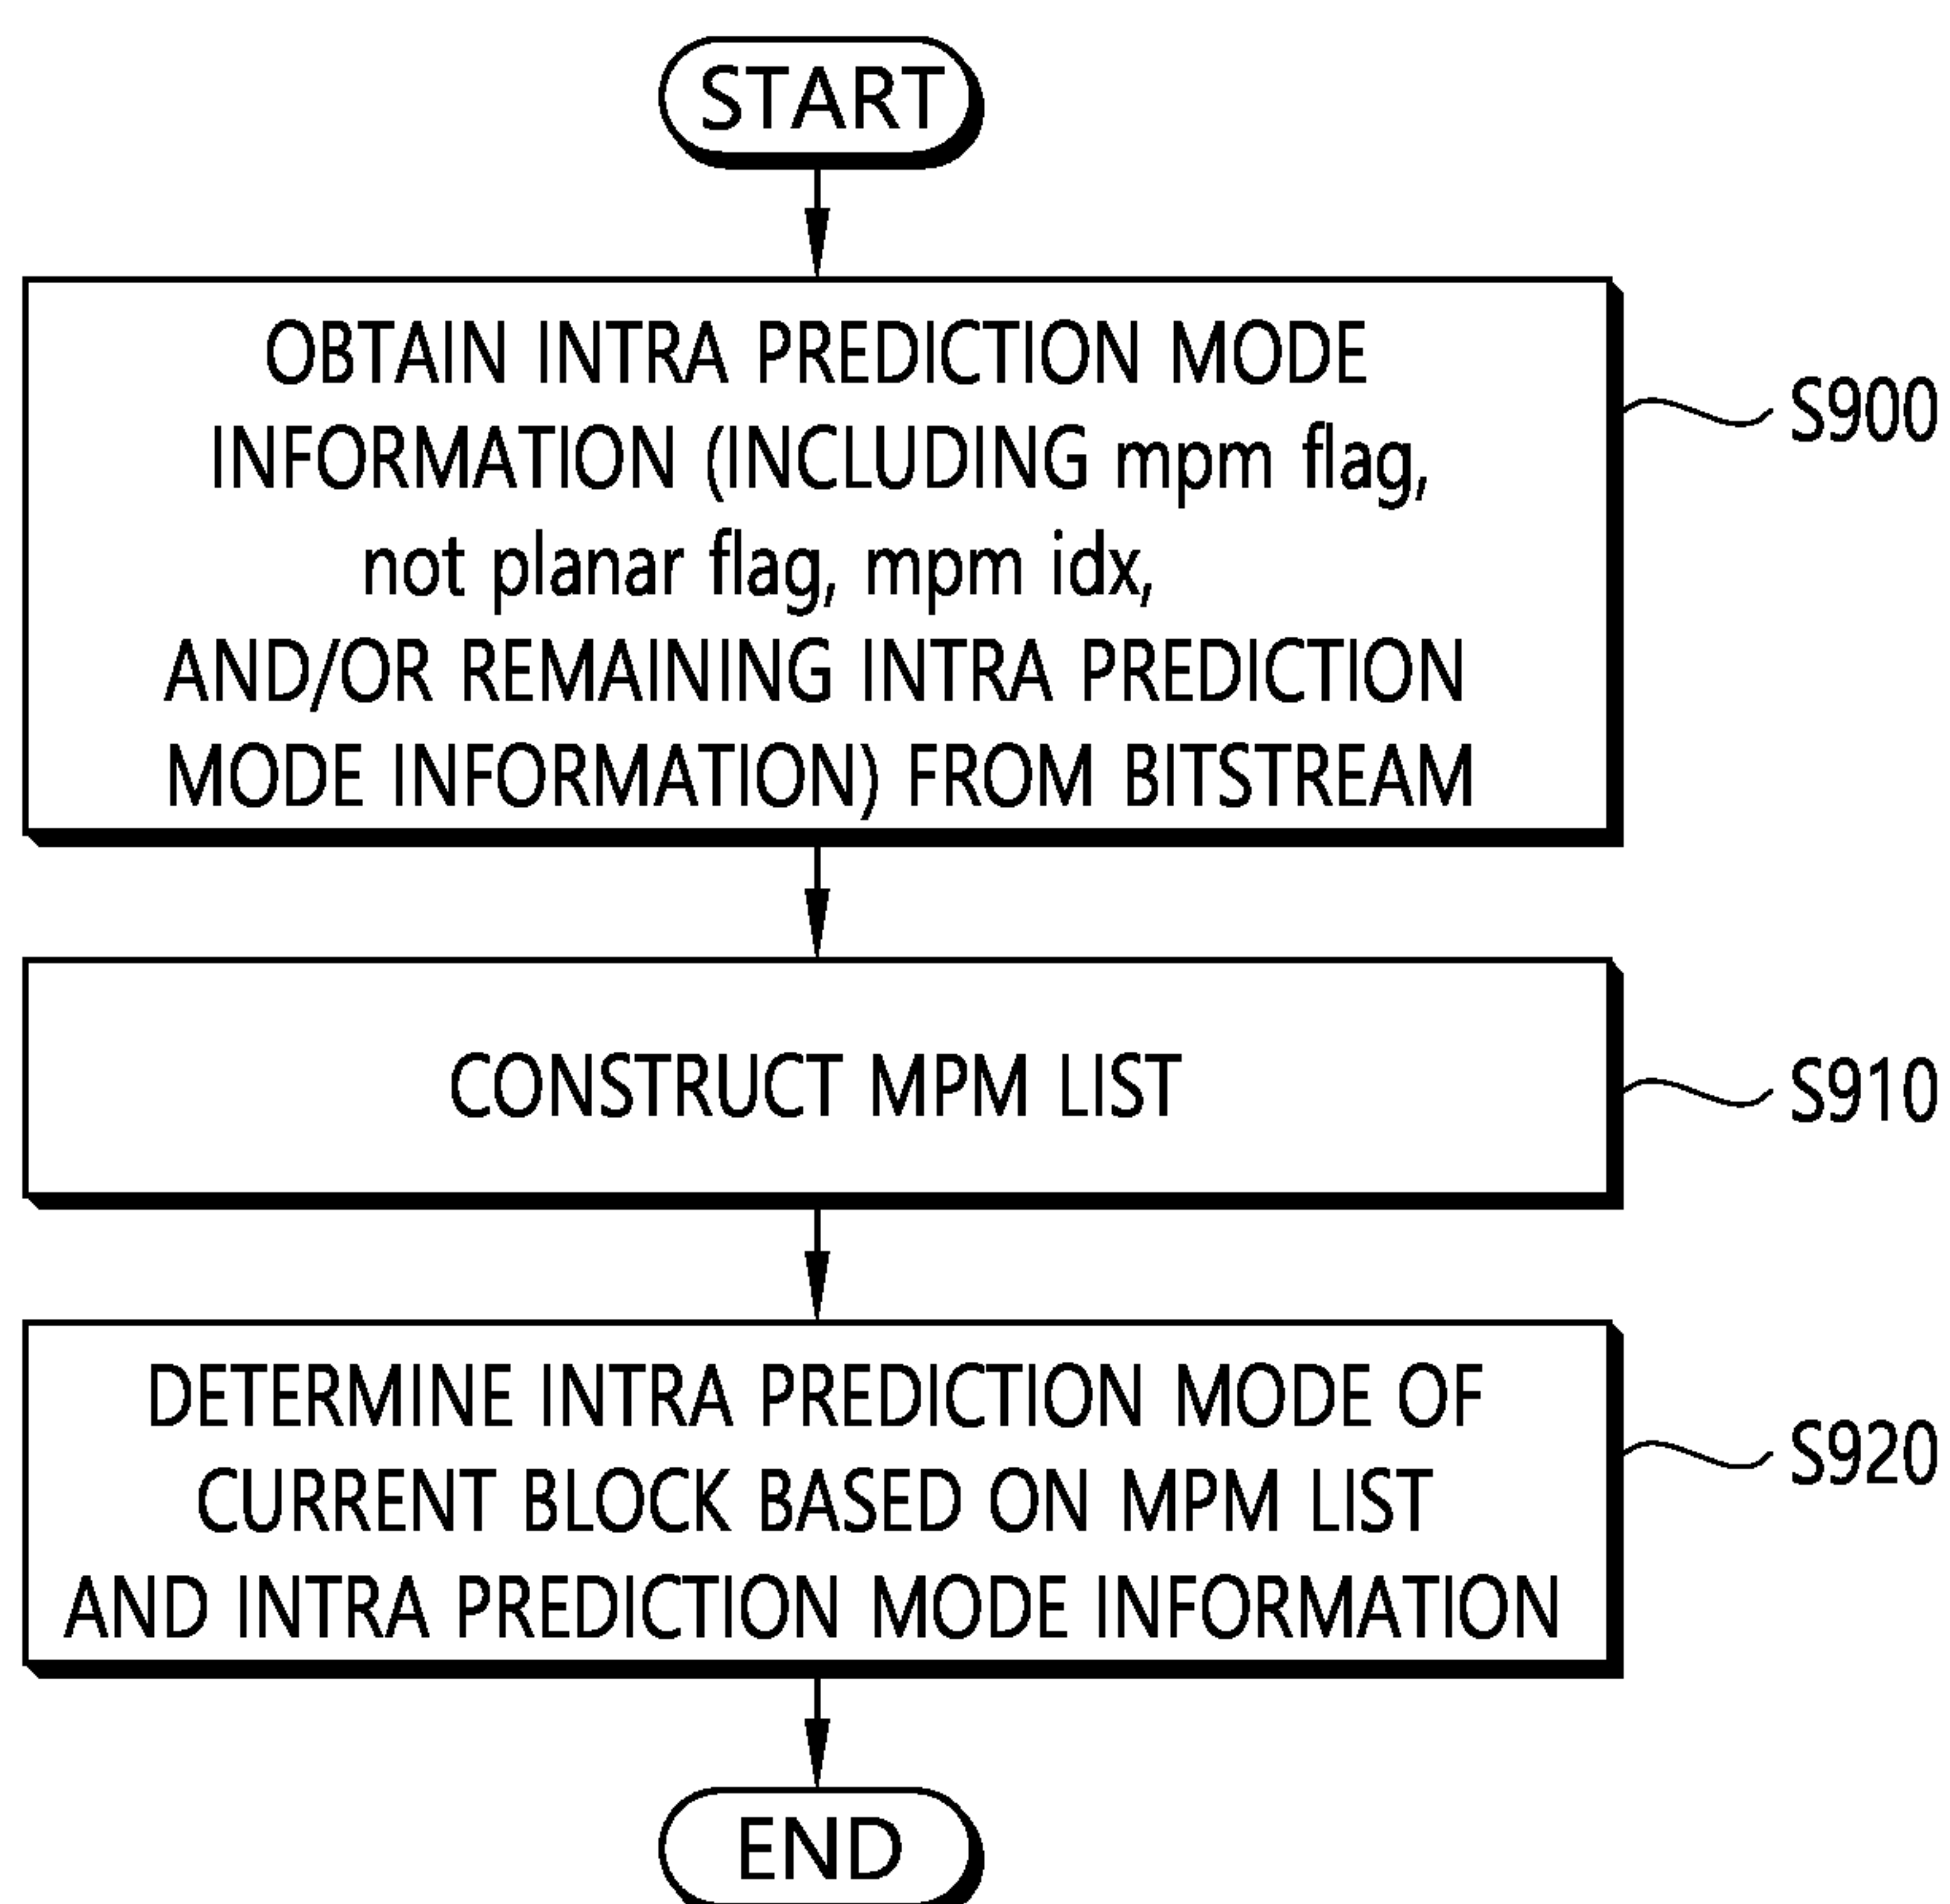 START
OBTAIN INTRA PREDICTION MODE
INFORMATION (INCLUDING mpm flag,
not planar flag, mpm idx,
AND/OR REMAINING INTRA PREDICTION
MODE INFORMATION) FROM BITSTREAM
S900
CONSTRUCT MPM LIST
S910
DETERMINE INTRA PREDICTION MODE OF
CURRENT BLOCK BASED ON MPM LIST
AND INTRA PREDICTION MODE INFORMATION
S920
END